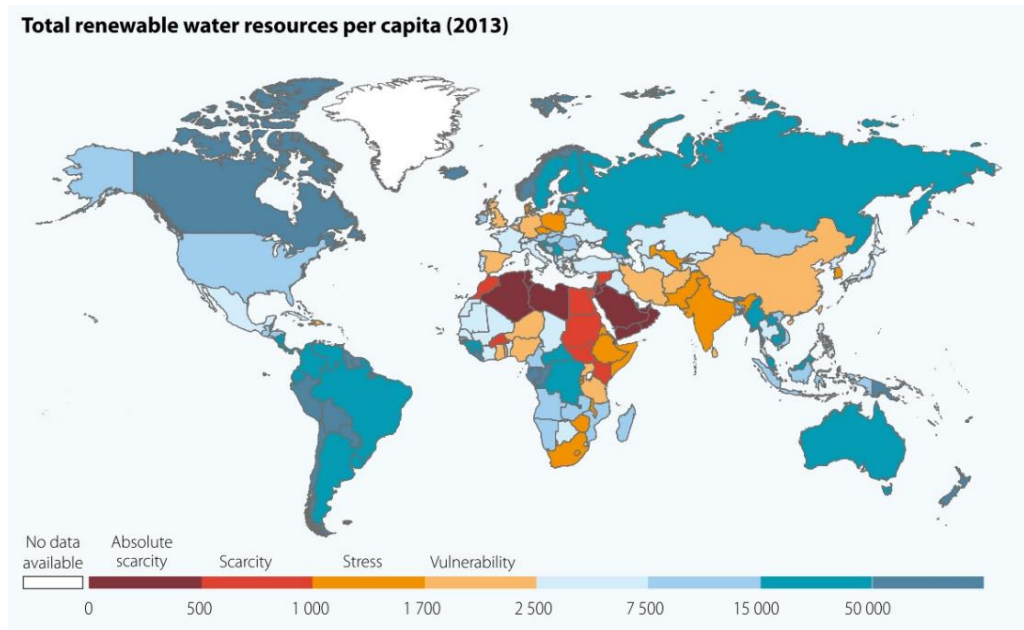 Total renewable water resources per capita (2013)
No data
available
Absolute
scarcity
Scarcity
Stress
Vulnerability
0
500
1 000
1 700
2 500
7 500
15 000
50 000